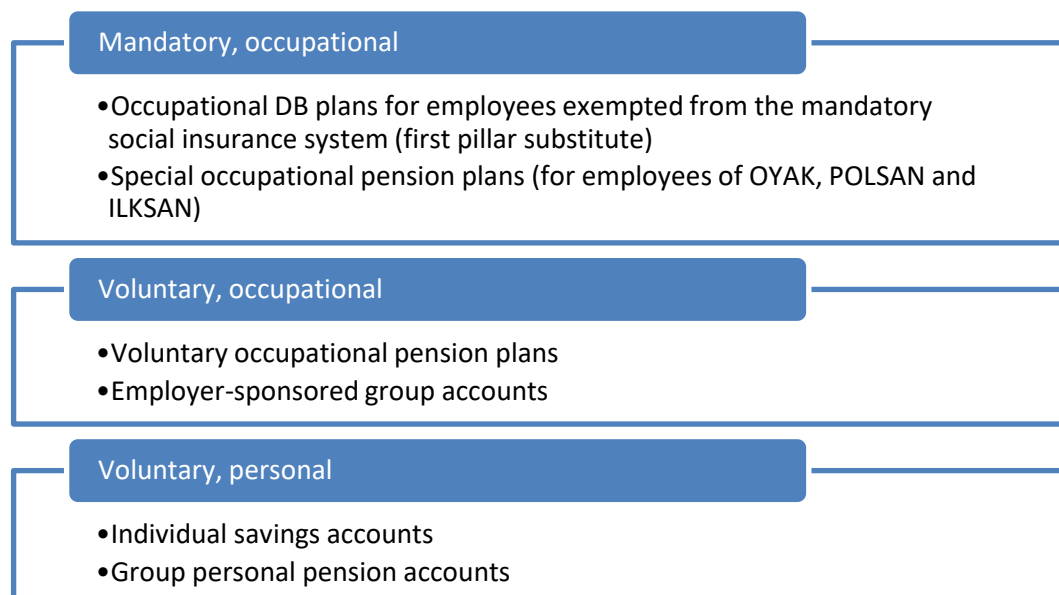 Mandatory, occupational
•Occupational DB plans for employees exempted from the mandatory
social insurance system (first pillar substitute)
•Special occupational pension plans (for employees of OYAK, POLSAN and
ILKSAN)
Voluntary, occupational
•Voluntary occupational pension plans
•Employer-sponsored group accounts
Voluntary, personal
•Individual savings accounts
•Group personal pension accounts